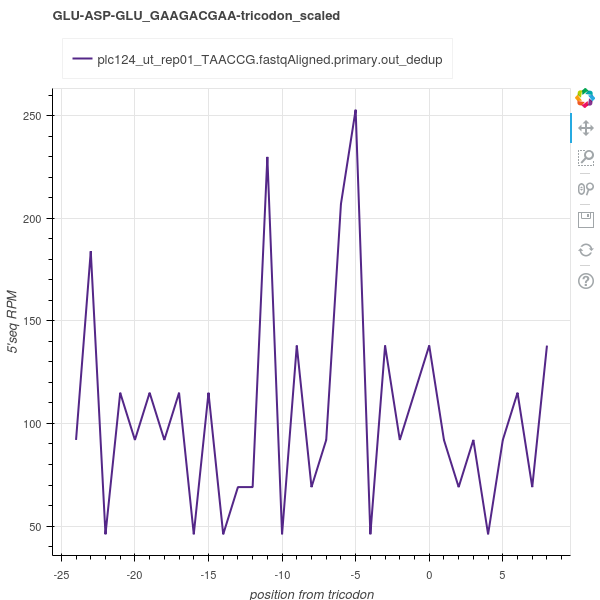 GLU-ASP-GLU_GAAGACGAA-tricodon_scaled
plc124_ut_rep01_TAACCG.fastqAligned.primary.out_dedup
250
200
150
100
50
5'seq RPM
-25 -20 -15 -10 -5 0 5
position from tricodon